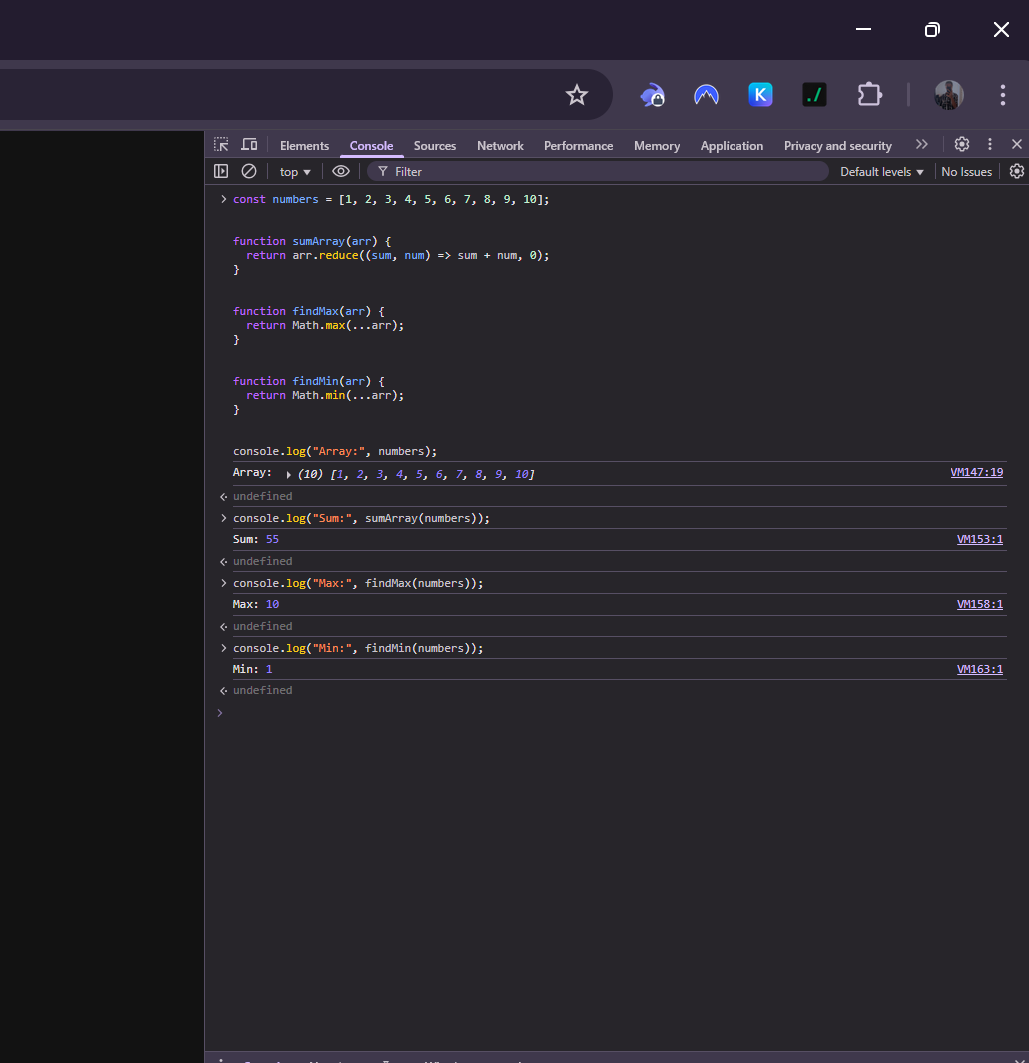 K
./
Elements Console Sources Network Performance Memory Application Privacy and security
top Filter Default levels No Issues
const numbers = [1, 2, 3, 4, 5, 6, 7, 8, 9, 10];
function sumArray(arr) {
  return arr.reduce((sum, num) => sum + num, 0);
}
function findMax(arr) {
  return Math.max(...arr);
}
function findMin(arr) {
  return Math.min(...arr);
}
console.log("Array:", numbers);
Array: (10) [1, 2, 3, 4, 5, 6, 7, 8, 9, 10] VM147:19
undefined
console.log("Sum:", sumArray(numbers));
Sum: 55 VM153:1
undefined
console.log("Max:", findMax(numbers));
Max: 10 VM158:1
undefined
console.log("Min:", findMin(numbers));
Min: 1 VM163:1
undefined